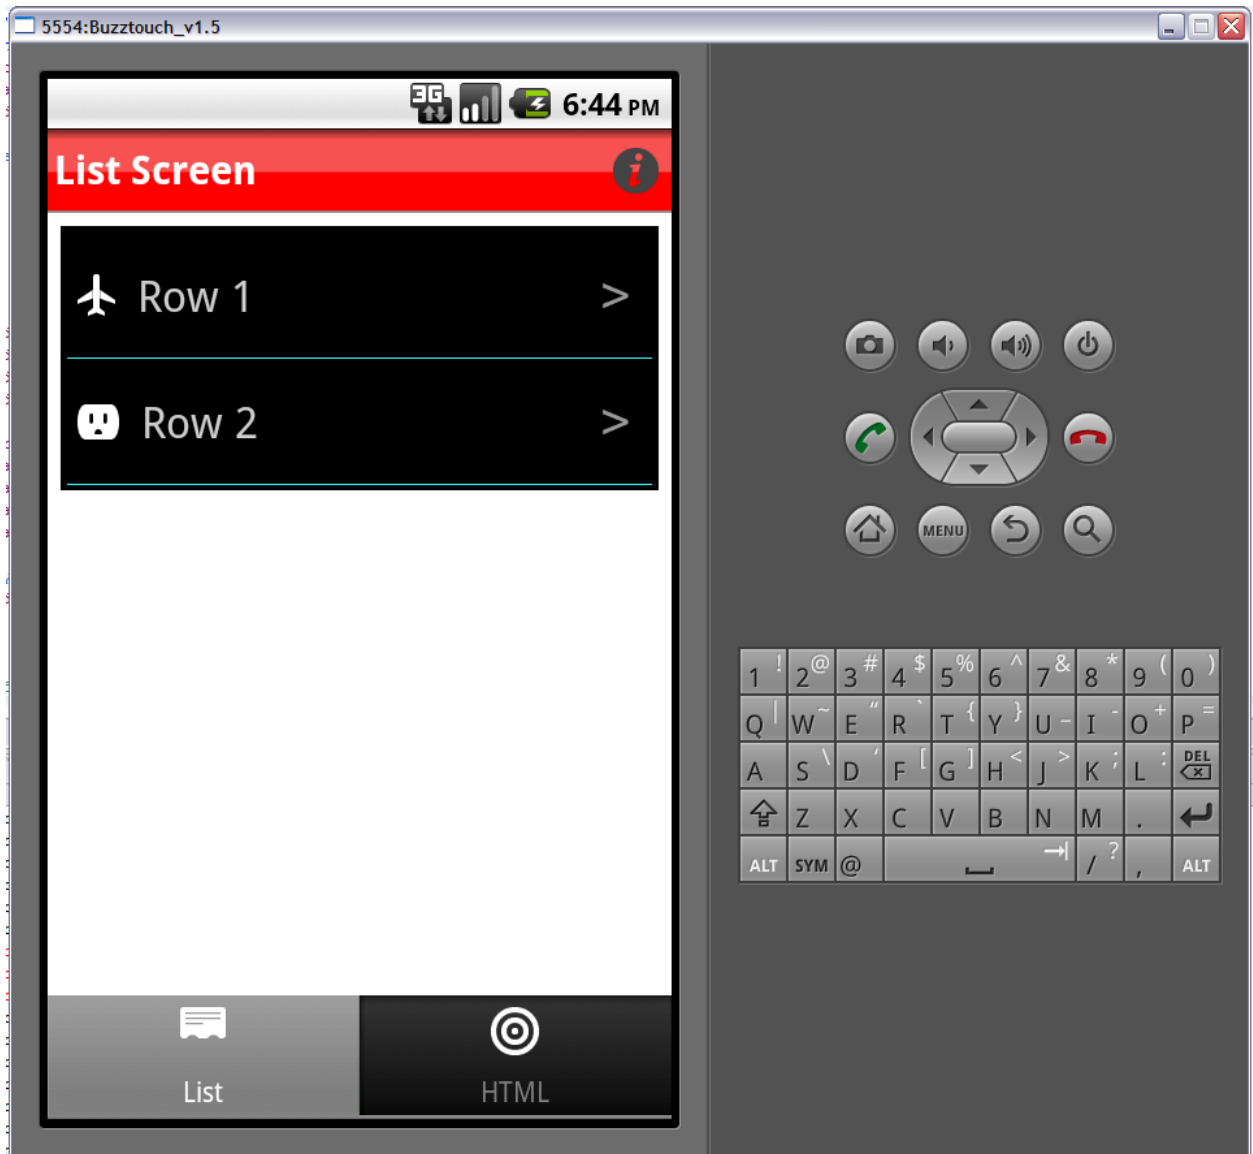 5554:Buzztouch_v1.5
3G 6:44 PM
List Screen i
Row 1 >
Row 2 >
List HTML
MENU
1 ! 2 @ 3 # 4 $ 5 % 6 ^ 7 & 8 * 9 ( 0 )
Q | W ~ E “ R ` T { Y } U _ I - O + P =
A S \ D ‘ F [ G ] H < J > K ; L : DEL
Z X C V B N M .
ALT SYM @ / ? , ALT